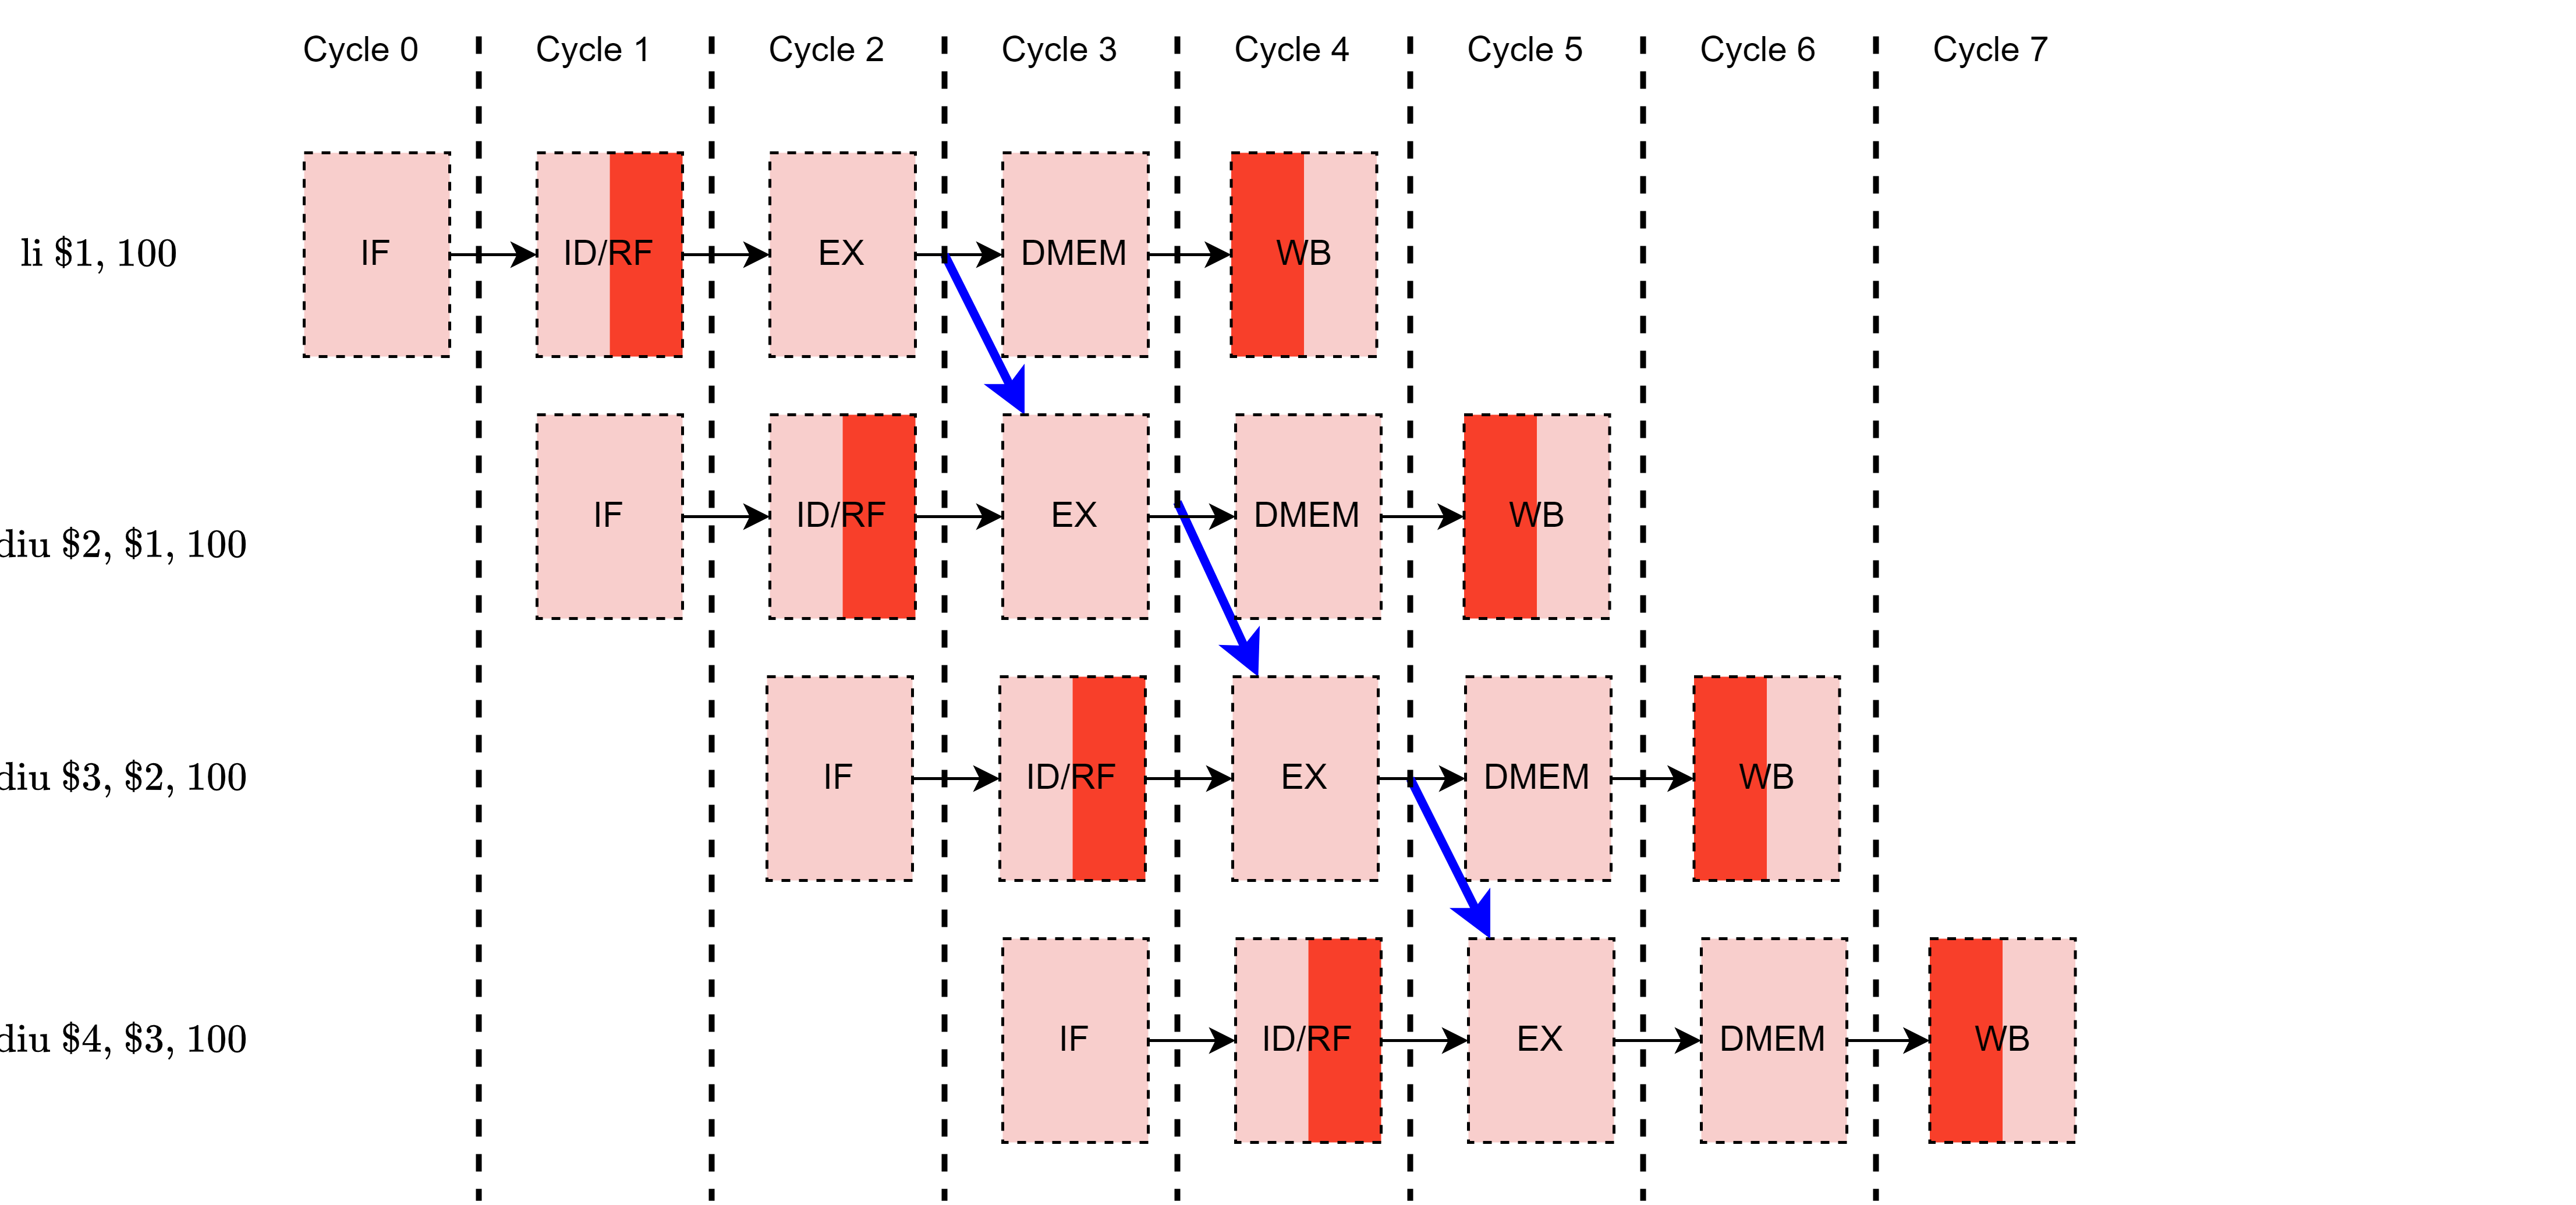 Cycle 0 Cycle 1 Cycle 2 Cycle 3 Cycle 4 Cycle 5 Cycle 6 Cycle 7
li $1, 100 IF ID/RF EX DMEM WB
diu $2, $1, 100 IF ID/RF EX DMEM WB
diu $3, $2, 100 IF ID/RF EX DMEM WB
diu $4, $3, 100 IF ID/RF EX DMEM WB